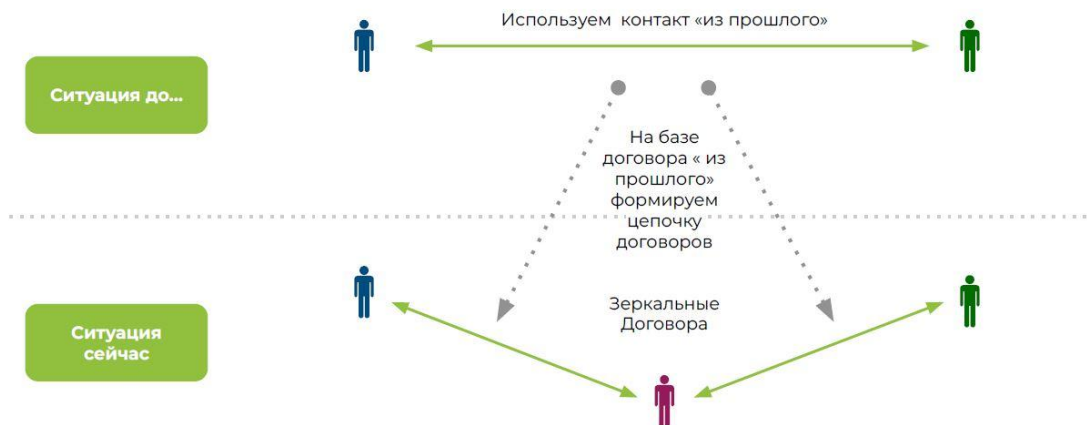 Используем контакт «из прошлого»
Ситуация до...
На базе
договора « из
прошлого»
формируем
цепочку
договоров
Зеркальные
Договора
Ситуация
сейчас